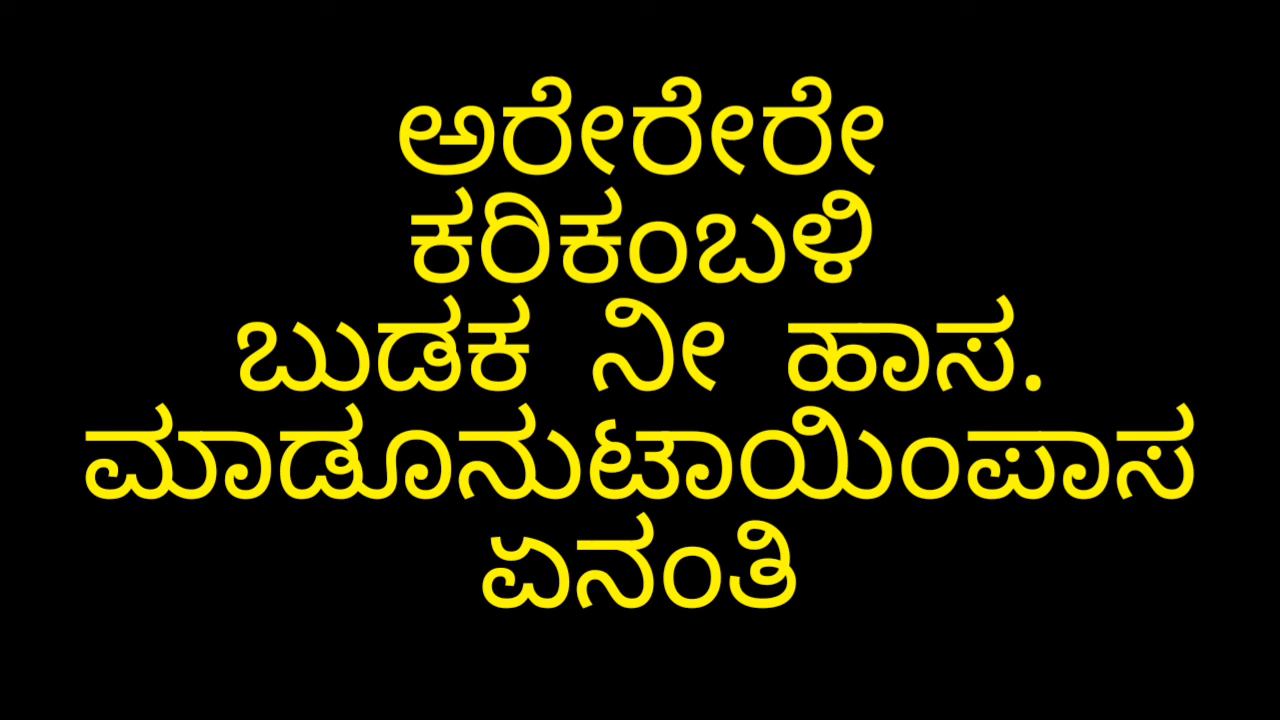 ಅರೇರೇರೇ
ಕರಿಕಂಬಳಿ
ಬುಡಕ ನೀ ಹಾಸ.
ಮಾಡೂನುಟಾಯಿಂಪಾಸ
ಏನಂತಿ